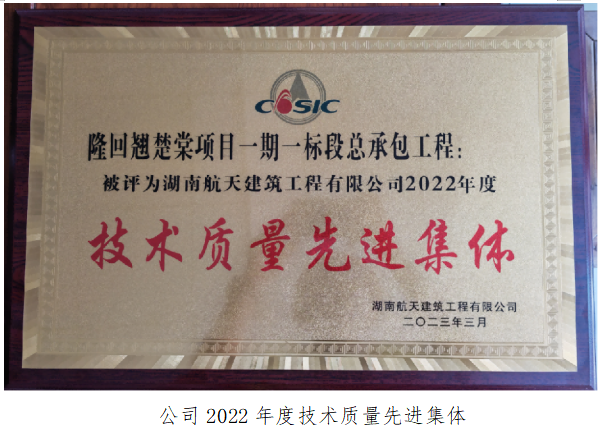 CASIC
隆回翘楚棠项目一期一标段总承包工程：
被评为湖南航天建筑工程有限公司2022年度
技术质量先进集体
湖南航天建筑工程有限公司
二〇二三年三月
公司 2022 年度技术质量先进集体